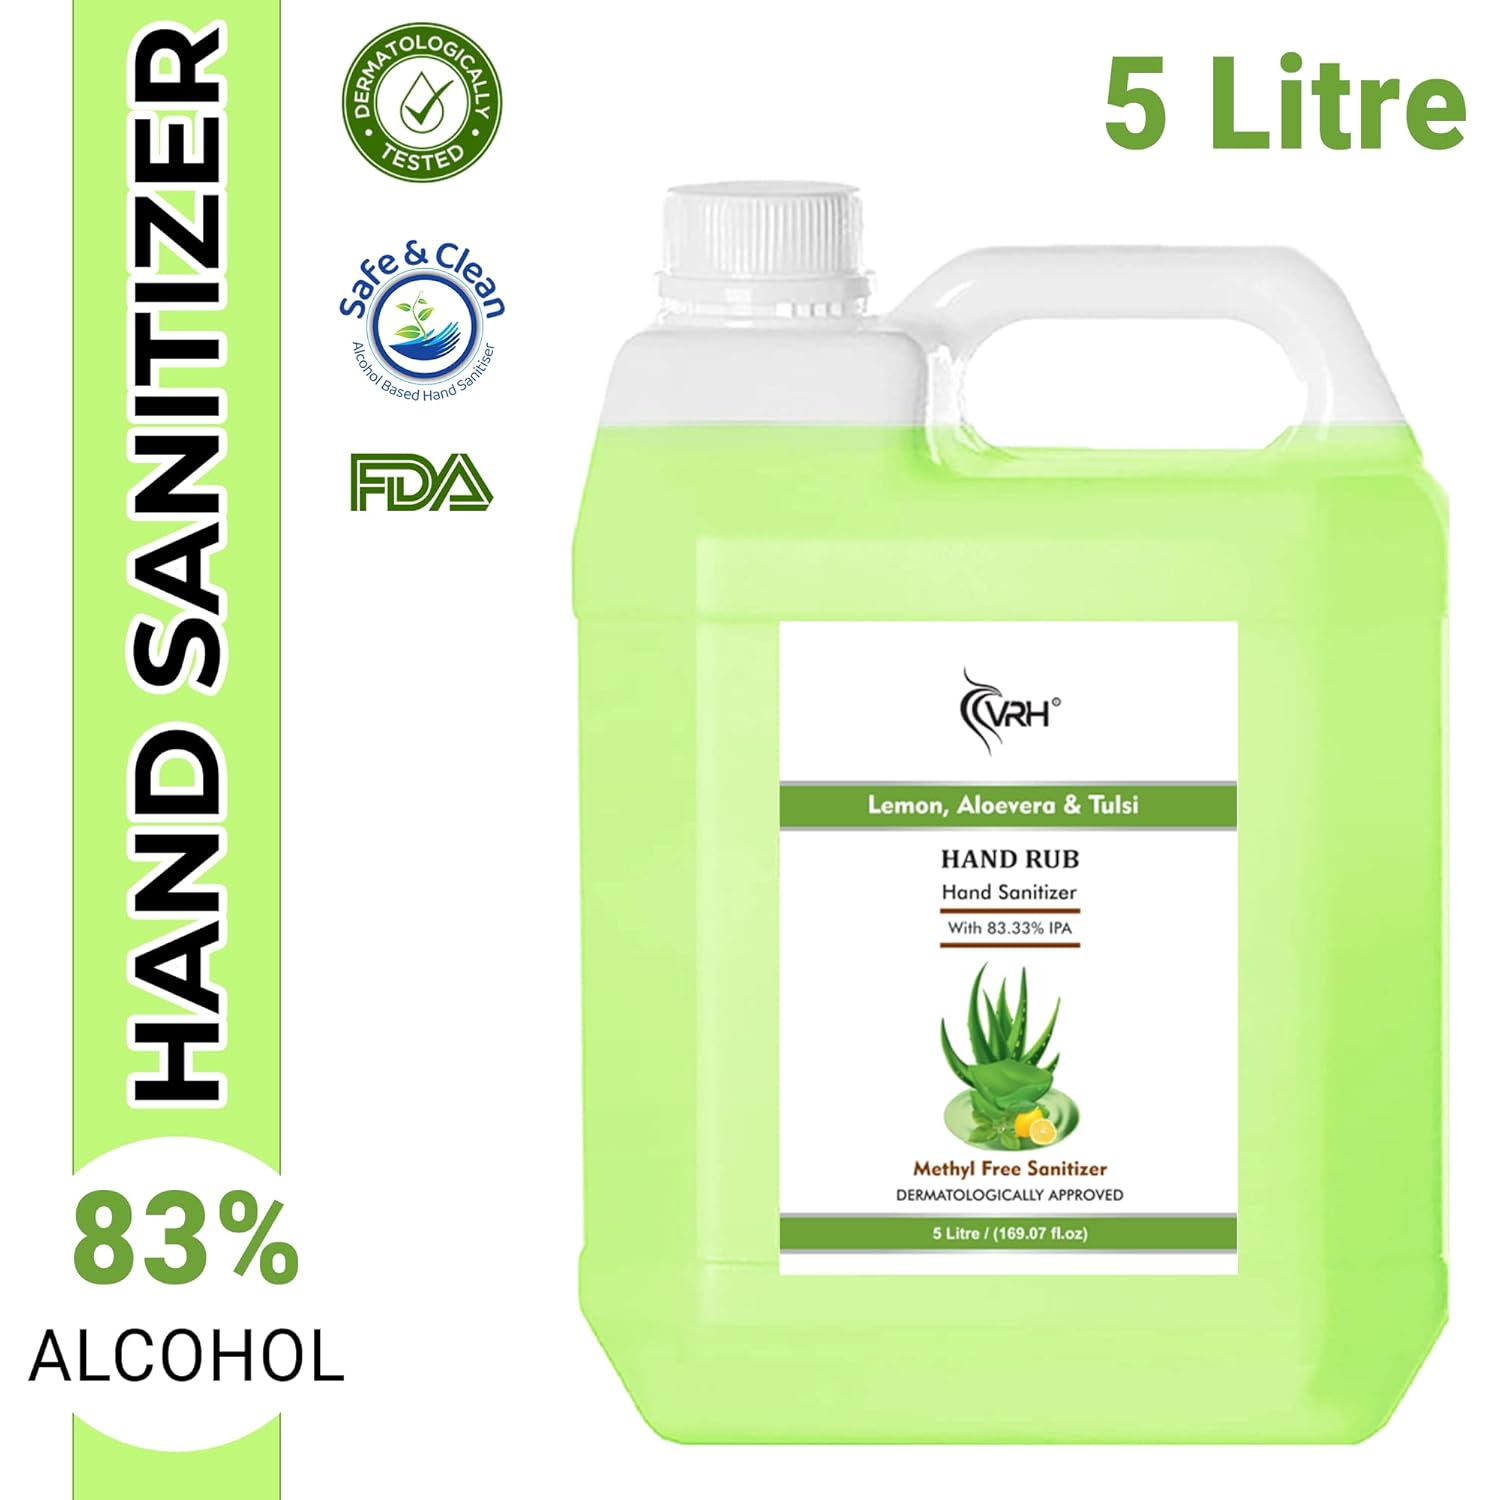 HAND SANITIZER
83%
ALCOHOL
DERMATOLOGICALLY
TESTED
Safe & Clean
Alcohol Based Hand Sanitiser
FDA
5 Litre
VRH®
Lemon, Aloevera & Tulsi
HAND RUB
Hand Sanitizer
With 83.33% IPA
Methyl Free Sanitizer
DERMATOLOGICALLY APPROVED
5 Litre / (169.07 fl.oz)